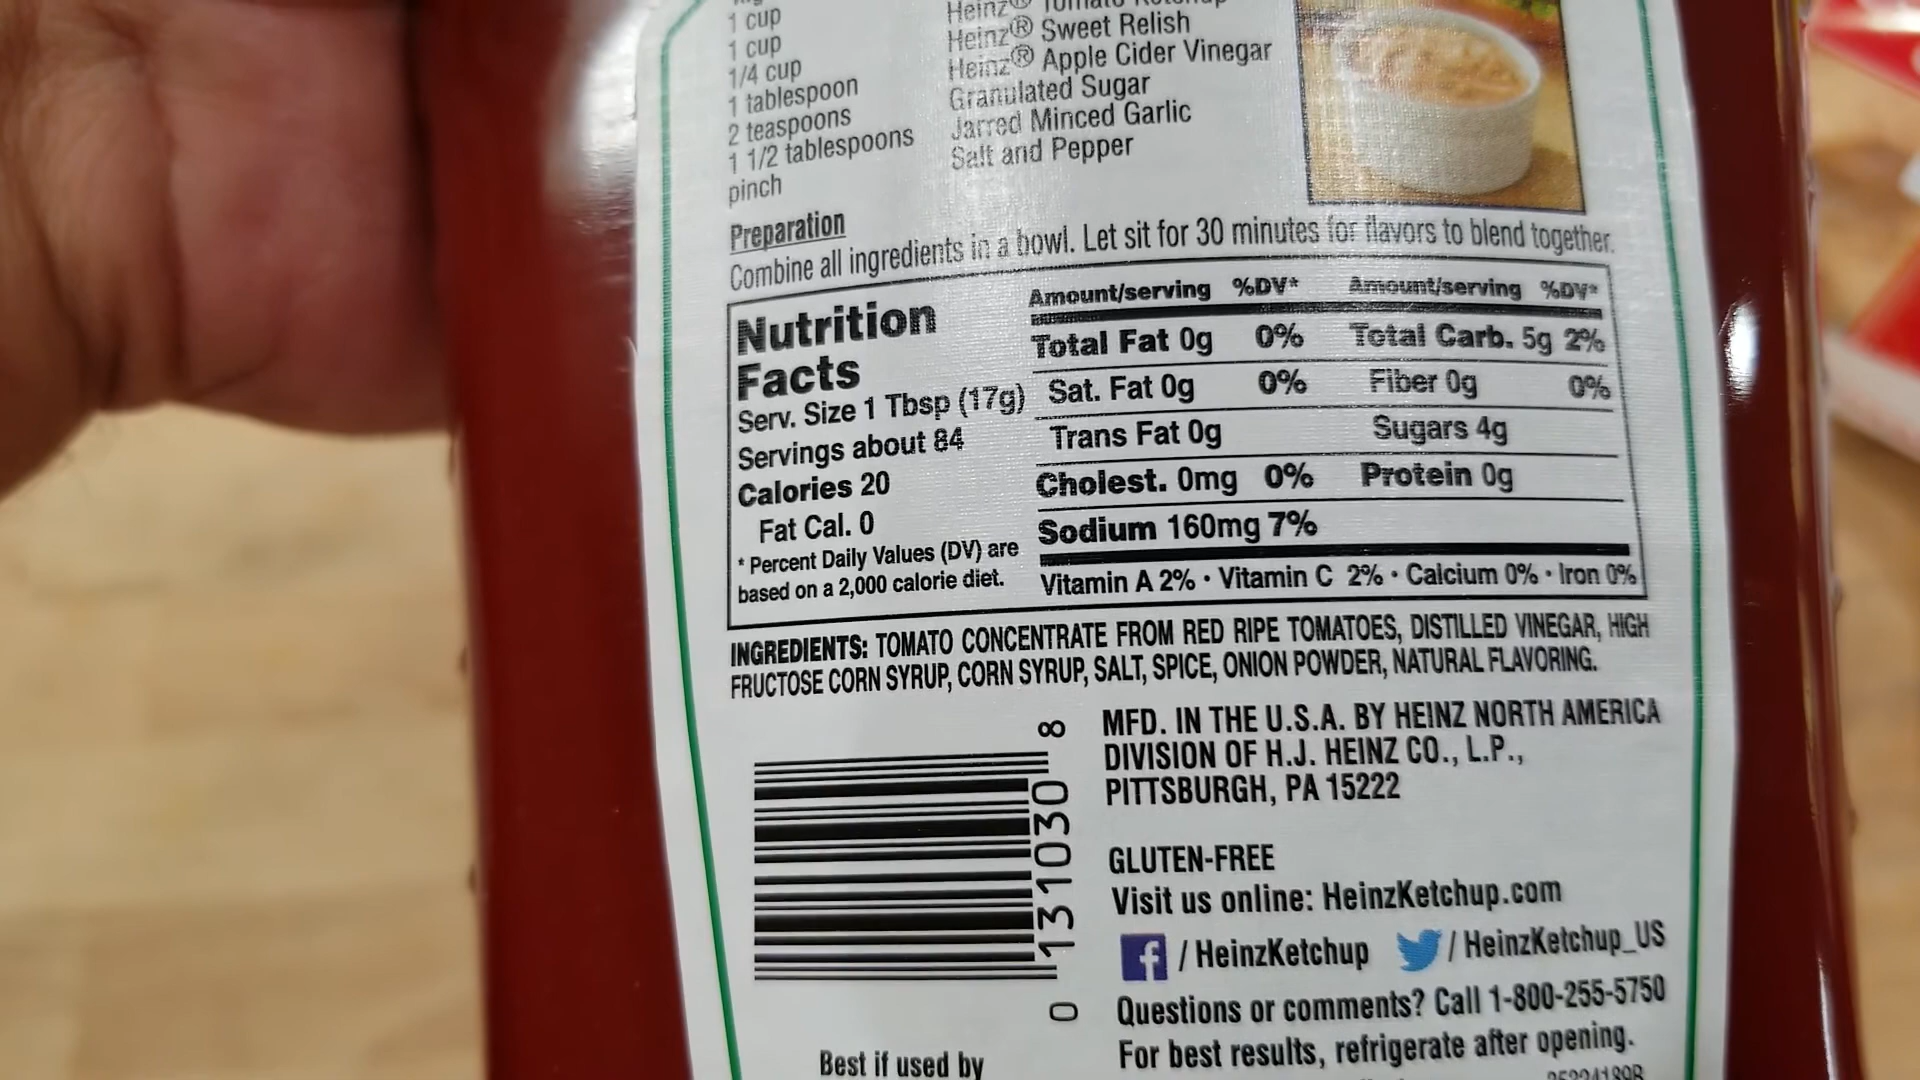 1 cup
1 cup
1/4 cup
1 tablespoon
2 teaspoons
1 1/2 tablespoons
pinch
Heinz® Tomato Ketchup
Heinz® Sweet Relish
Heinz® Apple Cider Vinegar
Granulated Sugar
Jarred Minced Garlic
Salt and Pepper
Preparation
Combine all ingredients in a bowl. Let sit for 30 minutes for flavors to blend together.
Nutrition
Facts
Serv. Size 1 Tbsp (17g)
Servings about 84
Calories 20
Fat Cal. 0
* Percent Daily Values (DV) are
based on a 2,000 calorie diet.
Amount/serving %DV* Amount/serving %DV*
Total Fat 0g 0% Total Carb. 5g 2%
Sat. Fat 0g 0% Fiber 0g 0%
Trans Fat 0g Sugars 4g
Cholest. 0mg 0% Protein 0g
Sodium 160mg 7%
Vitamin A 2% • Vitamin C 2% • Calcium 0% • Iron 0%
INGREDIENTS: TOMATO CONCENTRATE FROM RED RIPE TOMATOES, DISTILLED VINEGAR, HIGH
FRUCTOSE CORN SYRUP, CORN SYRUP, SALT, SPICE, ONION POWDER, NATURAL FLAVORING.
0 131030 8
MFD. IN THE U.S.A. BY HEINZ NORTH AMERICA
DIVISION OF H.J. HEINZ CO., L.P.,
PITTSBURGH, PA 15222
GLUTEN-FREE
Visit us online: HeinzKetchup.com
f / HeinzKetchup / HeinzKetchup_US
Questions or comments? Call 1-800-255-5750
For best results, refrigerate after opening.
Best if used by